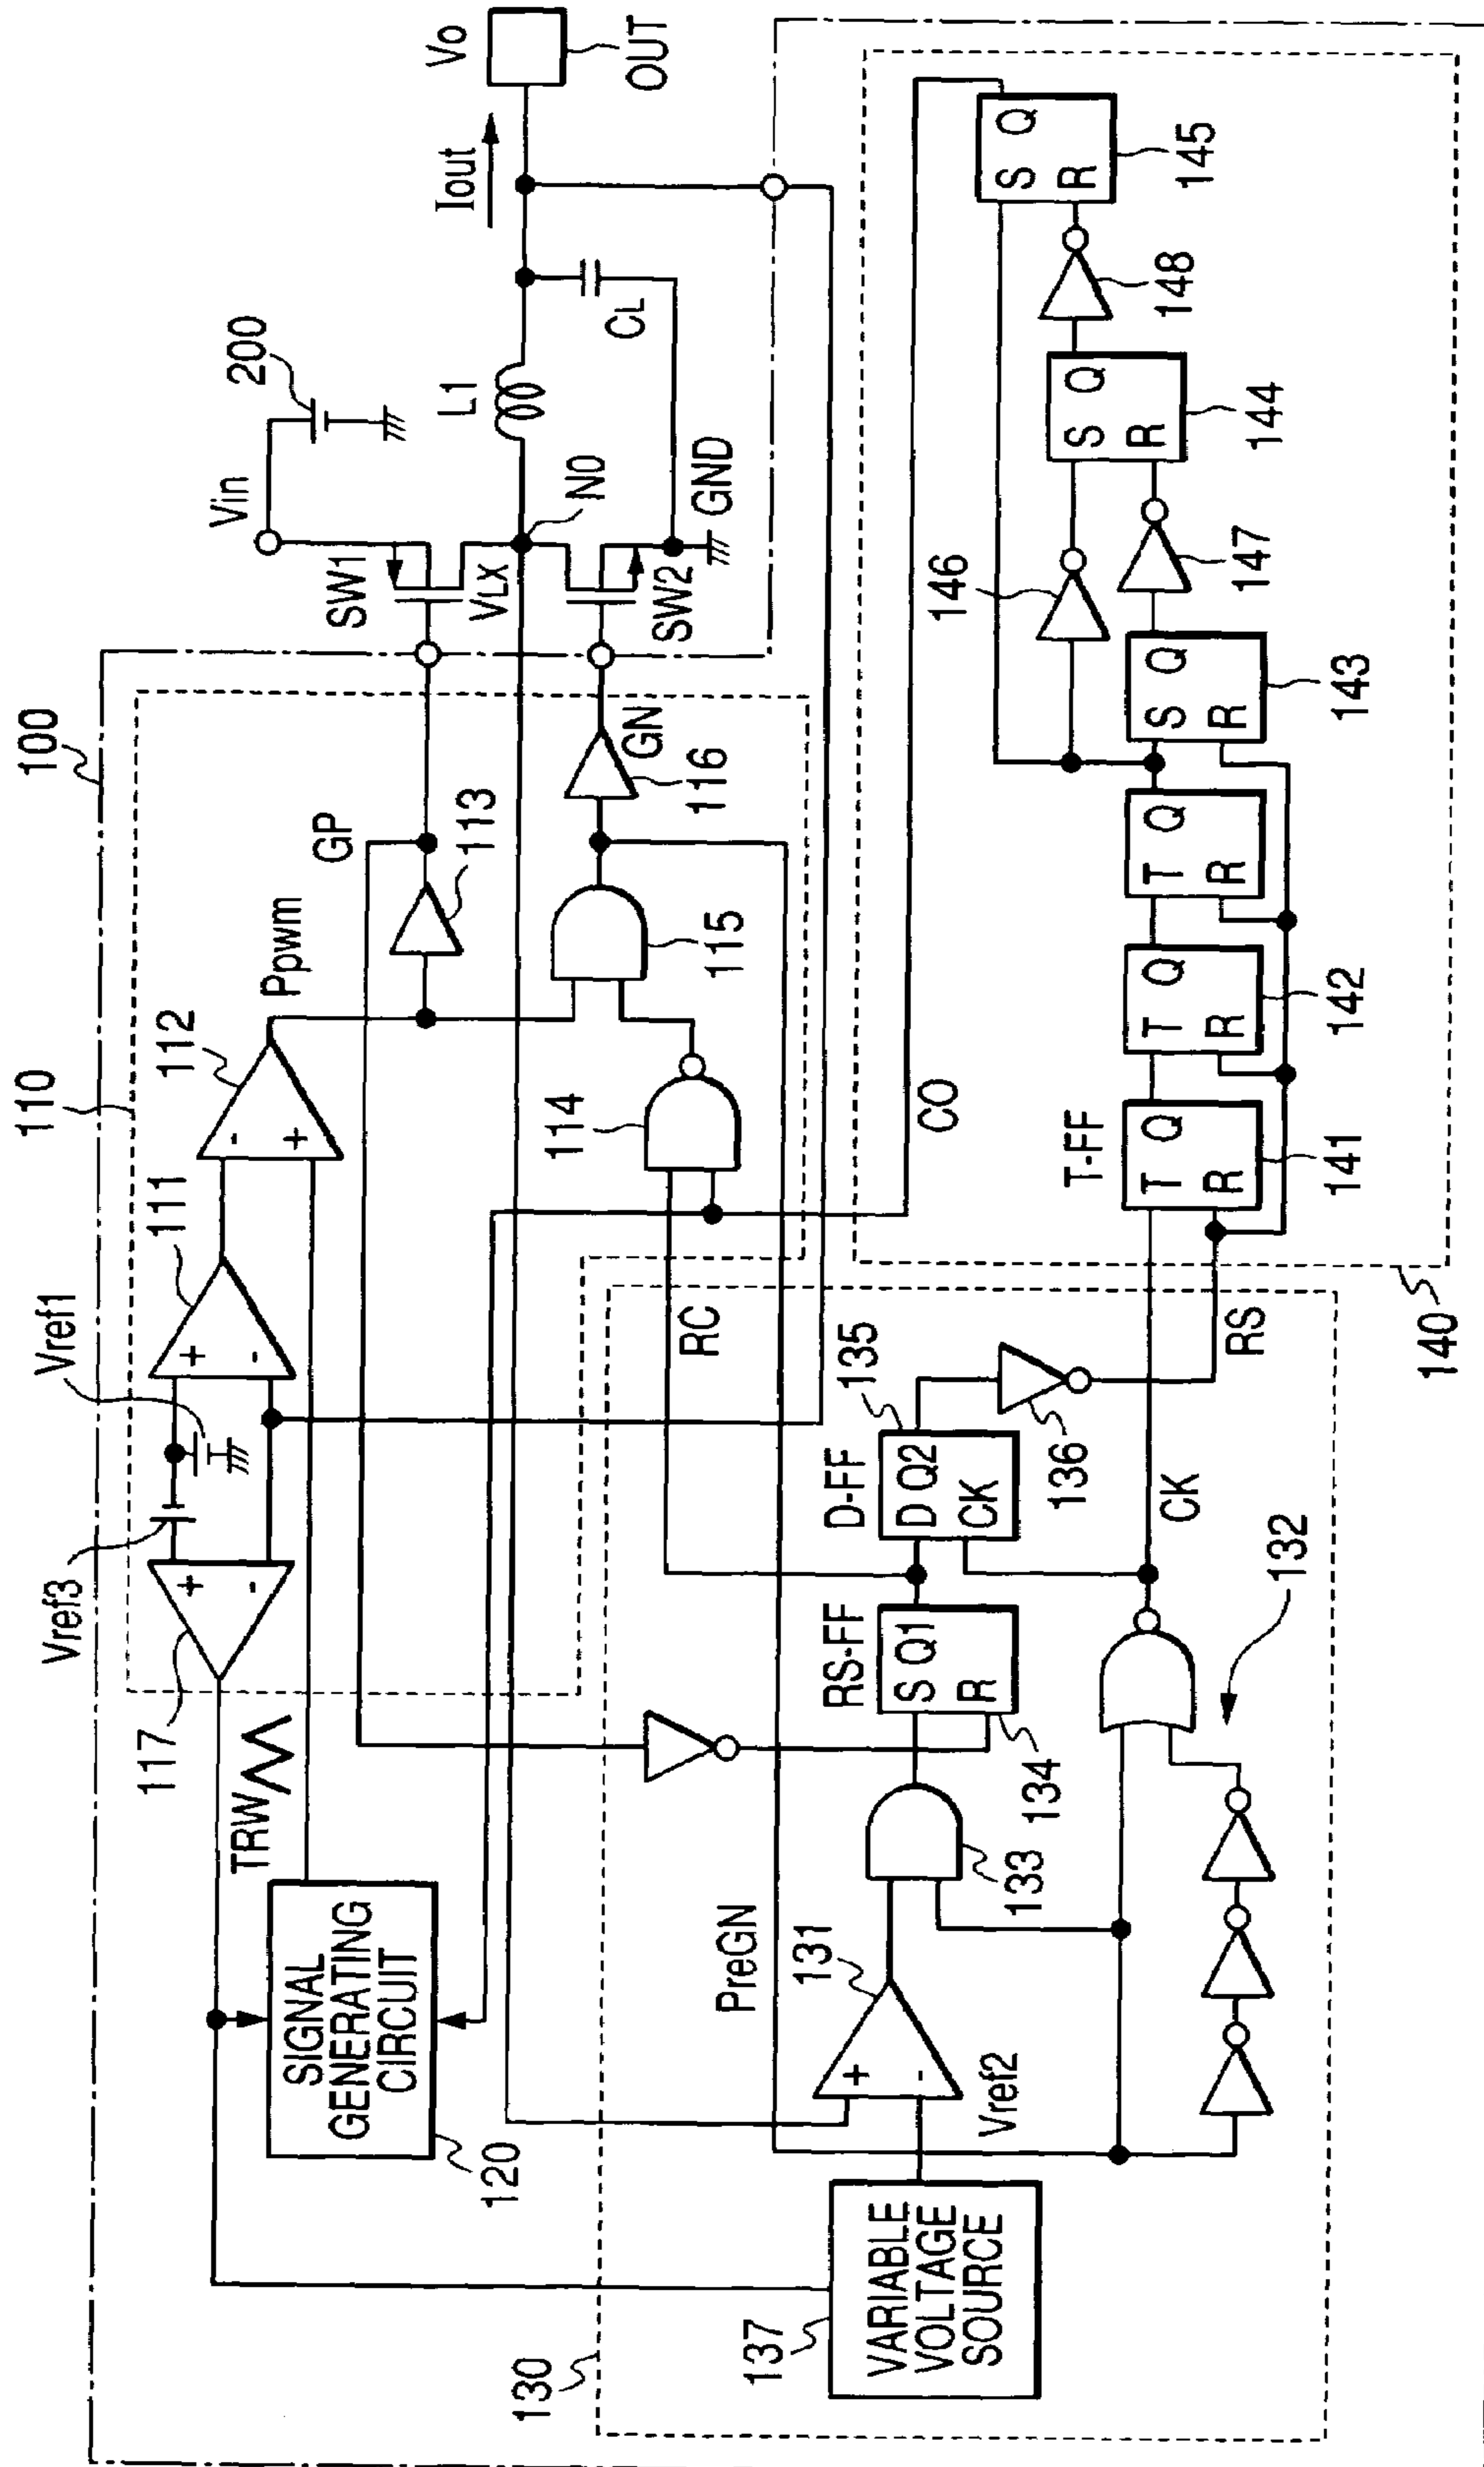 100
110
Vref3
Vref1
117
111
112
Ppwm
GP
113
114
115
116
GN
TRW
+
-
+
-
-
+
SIGNAL
GENERATING
CIRCUIT
120
Vin
200
SW1
VLX
N0
L1
SW2
GND
CL
Iout
Vo
OUT
130
137
VARIABLE
VOLTAGE
SOURCE
Vref2
PreGN
131
+
-
133
RS-FF
S Q1
R
134
D-FF
D Q2
CK
135
136
RC
132
CK
RS
CO
140
T-FF
T Q
R
141
T Q
R
142
T Q
R
S Q
R
143
146
147
S Q
R
144
148
S Q
R
145